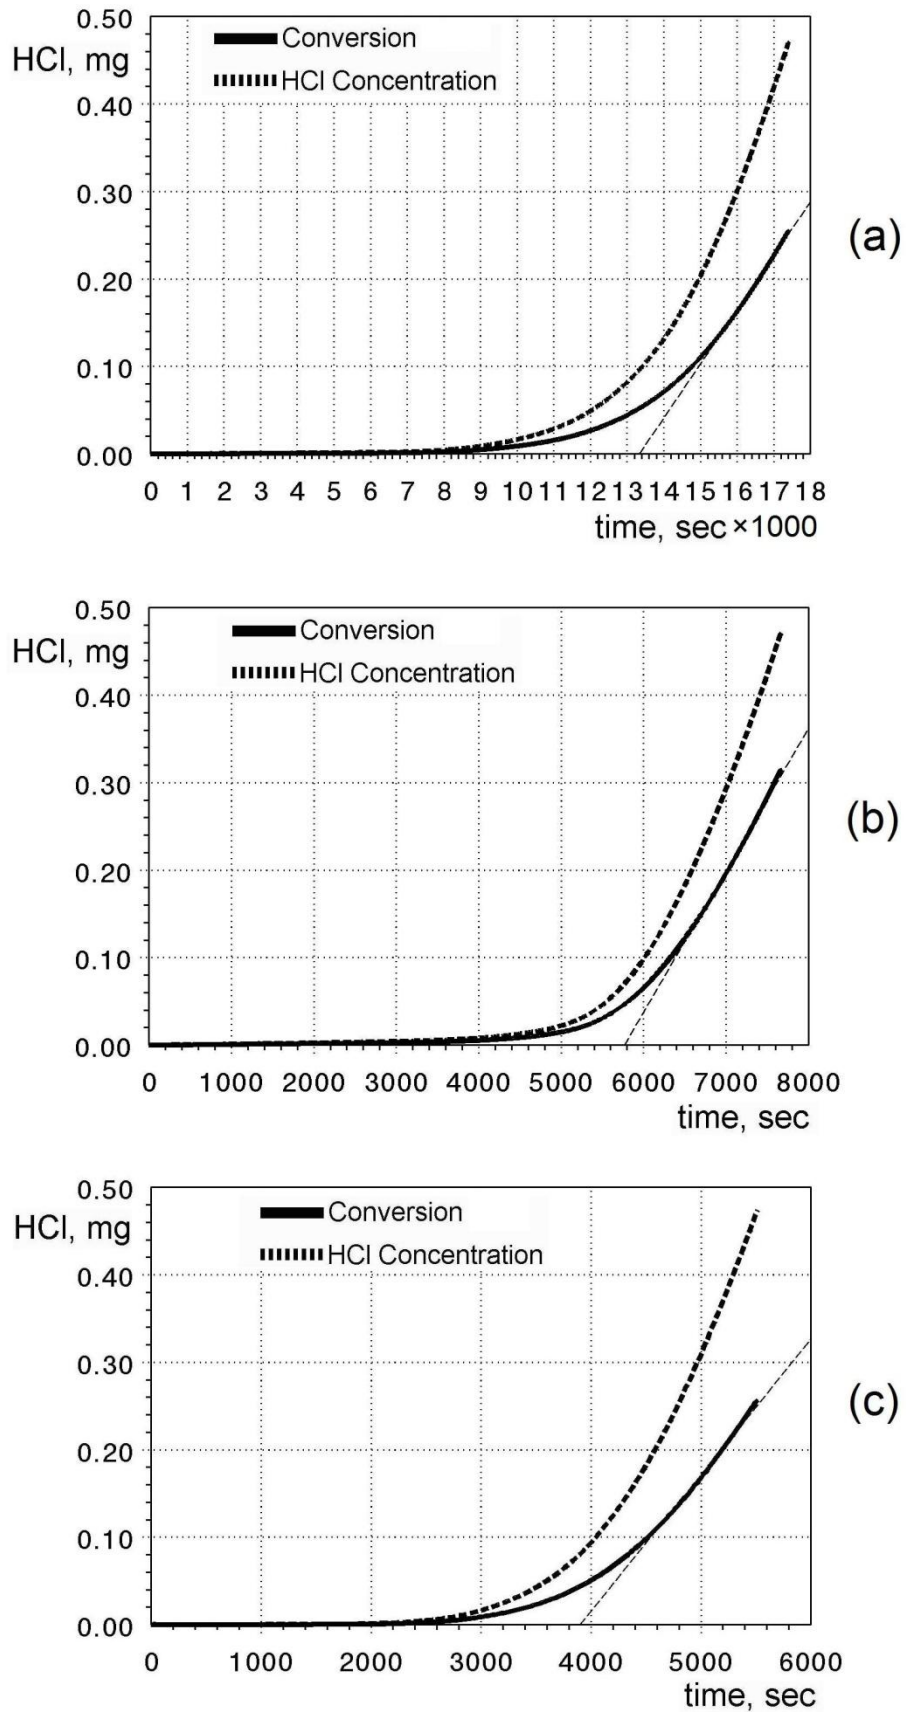 0.50
HCl, mg
Conversion
HCl Concentration
0.40
0.30
(a)
0.20
0.10
0.00
0 1 2 3 4 5 6 7 8 9 10 11 12 13 14 15 16 17 18
time, sec ×1000
0.50
HCl, mg
Conversion
HCl Concentration
0.40
0.30
(b)
0.20
0.10
0.00
0 1000 2000 3000 4000 5000 6000 7000 8000
time, sec
0.50
HCl, mg
Conversion
HCl Concentration
0.40
0.30
(c)
0.20
0.10
0.00
0 1000 2000 3000 4000 5000 6000
time, sec